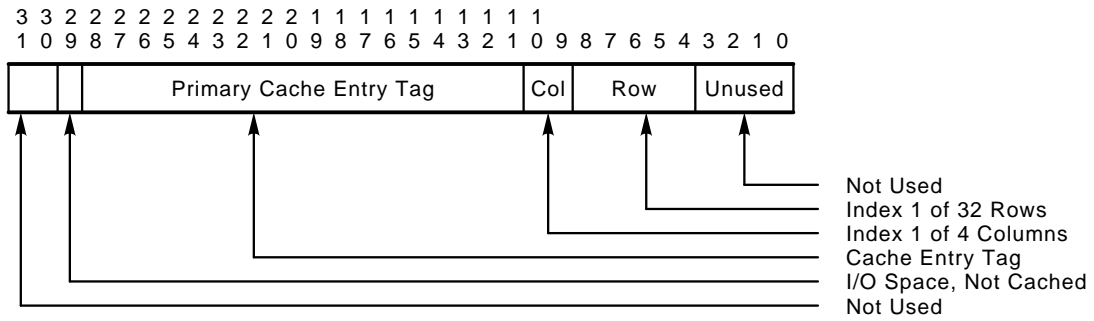 3 3 2 2 2 2 2 2 2 2 2 2 1 1 1 1 1 1 1 1 1 1
1 0 9 8 7 6 5 4 3 2 1 0 9 8 7 6 5 4 3 2 1 0 9 8 7 6 5 4 3 2 1 0
Primary Cache Entry Tag Col Row Unused
Not Used
Index 1 of 32 Rows
Index 1 of 4 Columns
Cache Entry Tag
I/O Space, Not Cached
Not Used